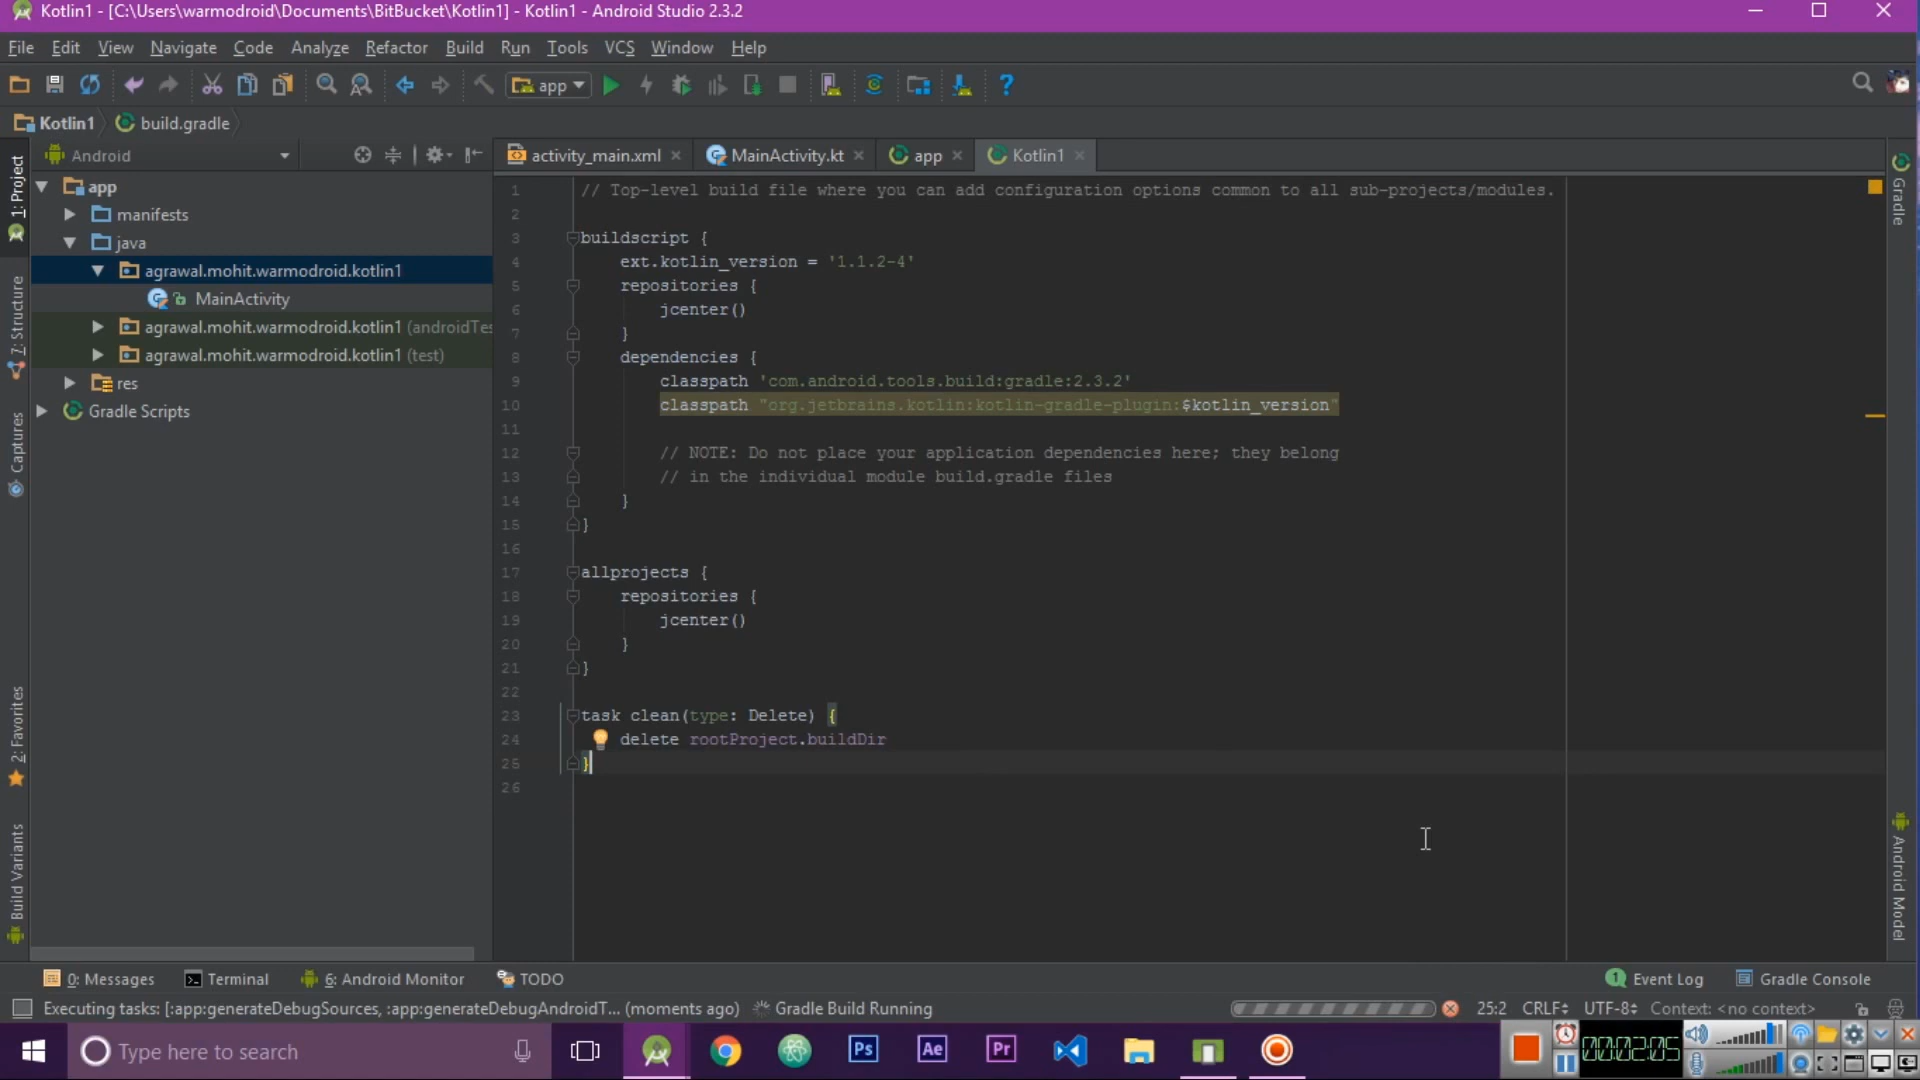 Kotlin1 - [C:\Users\warmodroid\Documents\BitBucket\Kotlin1] - Kotlin1 - Android Studio 2.3.2
File Edit View Navigate Code Analyze Refactor Build Run Tools VCS Window Help
app
Kotlin1 build.gradle
Android
activity_main.xml MainActivity.kt app Kotlin1
1: Project
7: Structure
Captures
2: Favorites
Build Variants
app
manifests
java
agrawal.mohit.warmodroid.kotlin1
MainActivity
agrawal.mohit.warmodroid.kotlin1 (androidTes
agrawal.mohit.warmodroid.kotlin1 (test)
res
Gradle Scripts
1 // Top-level build file where you can add configuration options common to all sub-projects/modules.
2
3 buildscript {
4 ext.kotlin_version = '1.1.2-4'
5 repositories {
6 jcenter()
7 }
8 dependencies {
9 classpath 'com.android.tools.build:gradle:2.3.2'
10 classpath "org.jetbrains.kotlin:kotlin-gradle-plugin:$kotlin_version"
11
12 // NOTE: Do not place your application dependencies here; they belong
13 // in the individual module build.gradle files
14 }
15 }
16
17 allprojects {
18 repositories {
19 jcenter()
20 }
21 }
22
23 task clean(type: Delete) {
24 delete rootProject.buildDir
25 }
26
Gradle
Android Model
0: Messages Terminal 6: Android Monitor TODO 1 Event Log Gradle Console
Executing tasks: [:app:generateDebugSources, :app:generateDebugAndroidT... (moments ago) Gradle Build Running 25:2 CRLF UTF-8 Context: <no context>
Type here to search Ps Ae Pr 00:02:05